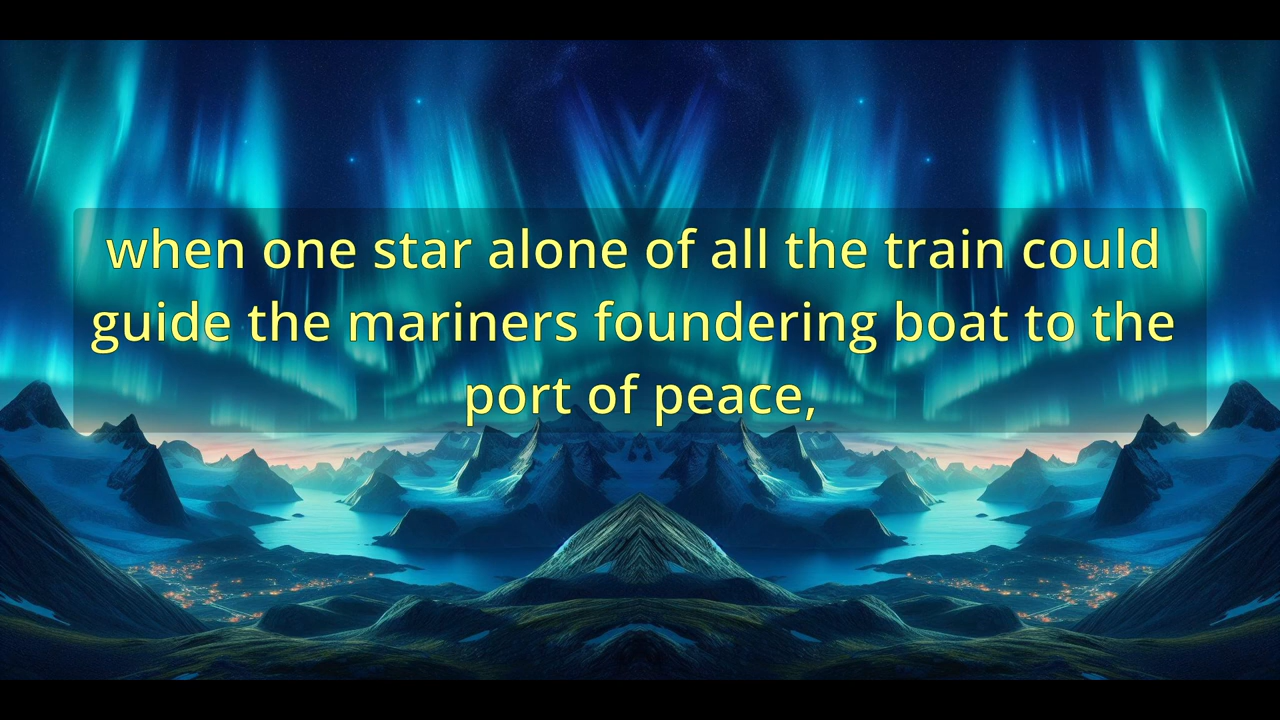 when one star alone of all the train could
guide the mariners foundering boat to the
port of peace,